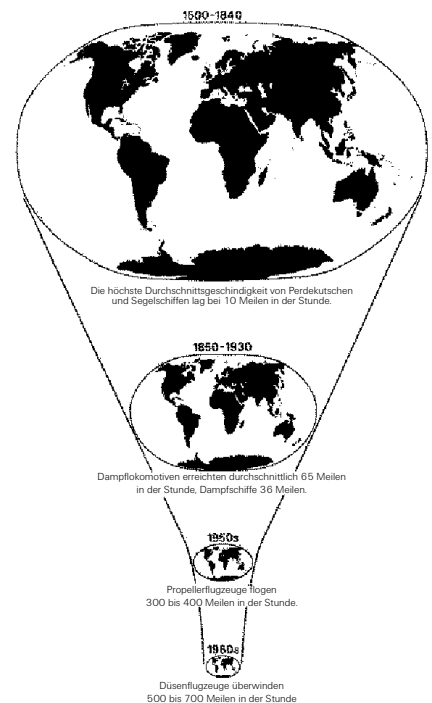 1500-1840
Die höchste Durchschnittsgeschindigkeit von Perdekutschen
und Segelschiffen lag bei 10 Meilen in der Stunde.
1850-1930
Dampflokomotiven erreichten durchschnittlich 65 Meilen
in der Stunde, Dampfschiffe 36 Meilen.
1950s
Propellerflugzeuge flogen
300 bis 400 Meilen in der Stunde.
1960s
Düsenflugzeuge überwinden
500 bis 700 Meilen in der Stunde